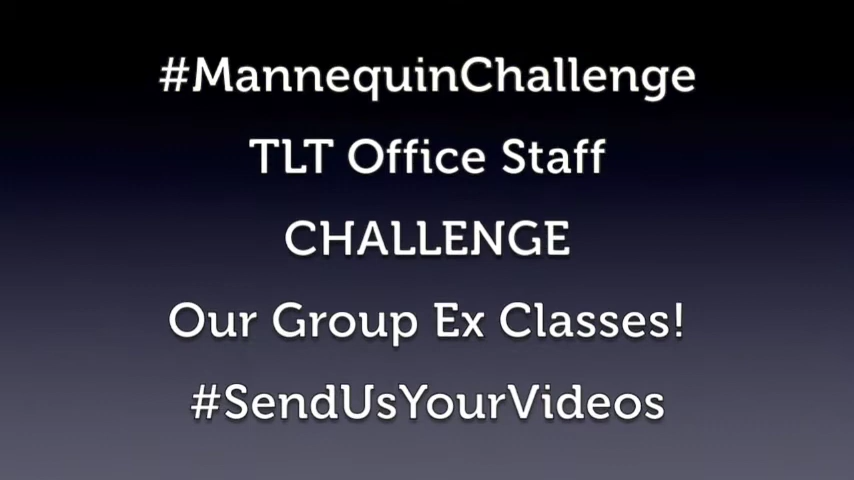 #MannequinChallenge
TLT Office Staff
CHALLENGE
Our Group Ex Classes!
#SendUsYourVideos